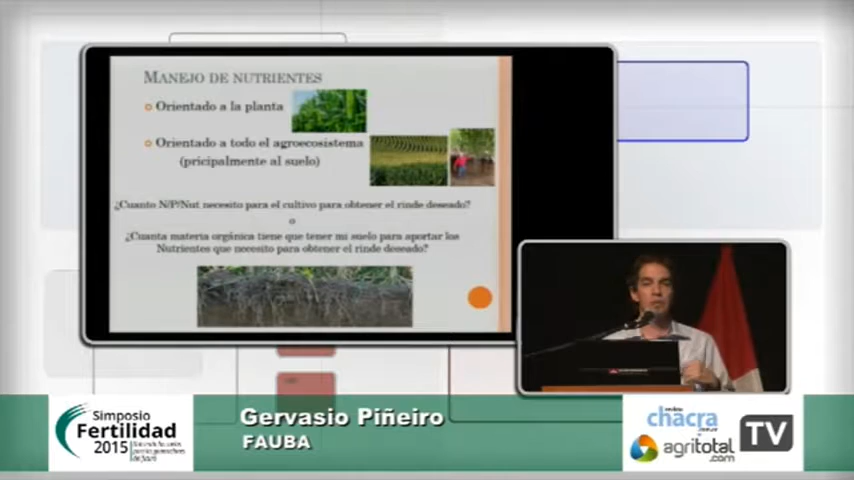 MANEJO DE NUTRIENTES
Orientado a la planta
Orientado a todo el agroecosistema
(pricipalmente al suelo)
¿Cuanto N/P/Nut necesito para el cultivo para obtener el rinde deseado?
o
¿Cuanta materia orgánica tiene que tener mi suelo para aportar los
Nutrientes que necesito para obtener el rinde deseado?
Gervasio Piñeiro
FAUBA
Simposio
Fertilidad
2015
chacra
agritotal
.com
TV